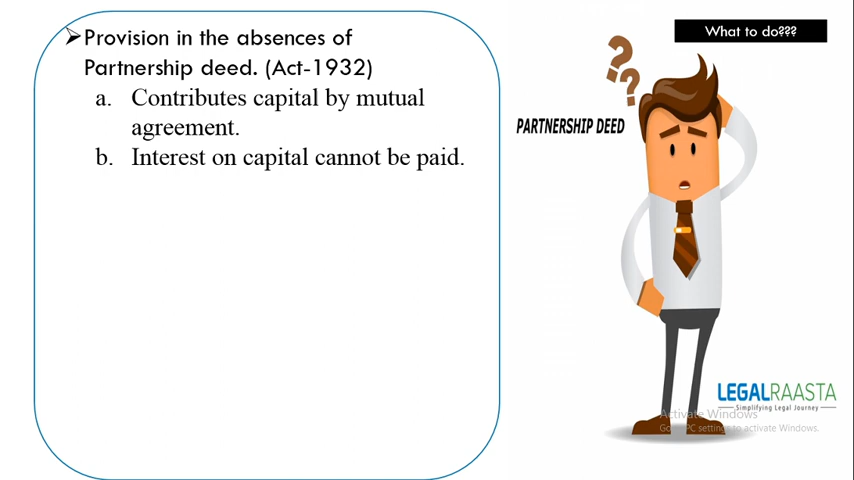 ➢Provision in the absences of
Partnership deed. (Act-1932)
a. Contributes capital by mutual
agreement.
b. Interest on capital cannot be paid.
What to do???
??
PARTNERSHIP DEED
LEGALRAASTA
Simplifying Legal Journey
Activate Windows
Go to PC settings to activate Windows.